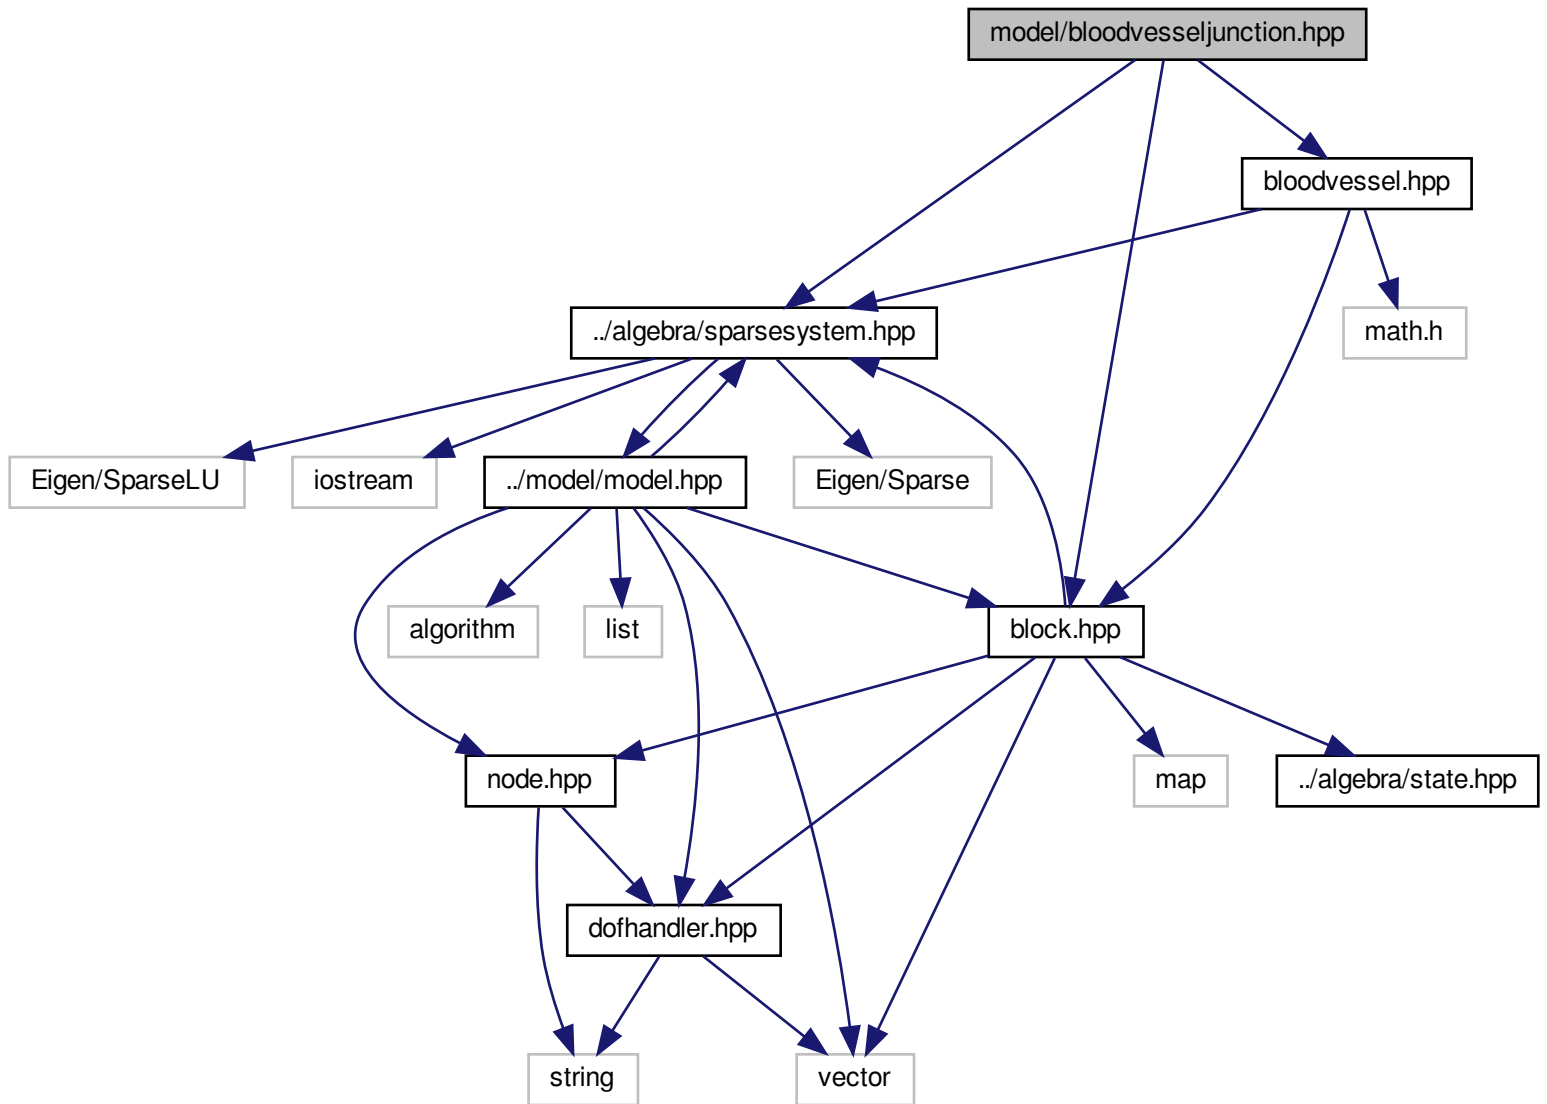 model/bloodvesseljunction.hpp
bloodvessel.hpp
../algebra/sparsesystem.hpp
math.h
Eigen/SparseLU
iostream
../model/model.hpp
Eigen/Sparse
algorithm
list
block.hpp
node.hpp
map
../algebra/state.hpp
dofhandler.hpp
string
vector